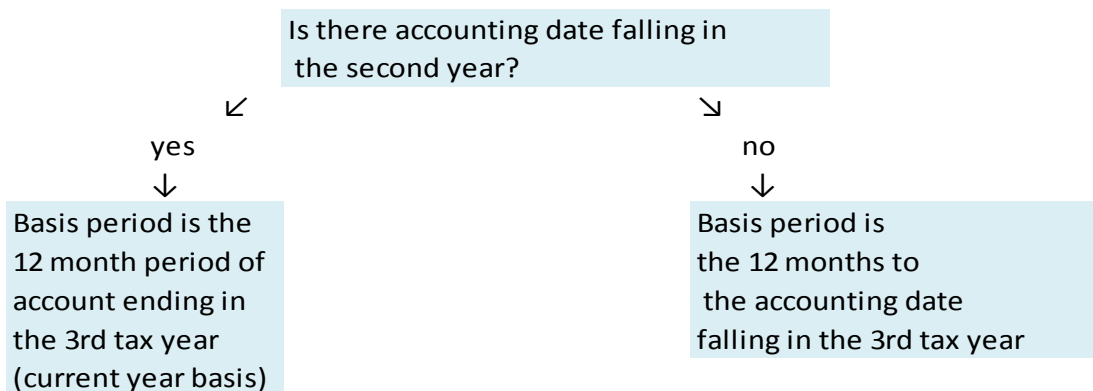 Is there accounting date falling in
the second year?
↙ ↘
yes no
↓ ↓
Basis period is the
12 month period of
account ending in
the 3rd tax year
(current year basis)
Basis period is
the 12 months to
the accounting date
falling in the 3rd tax year